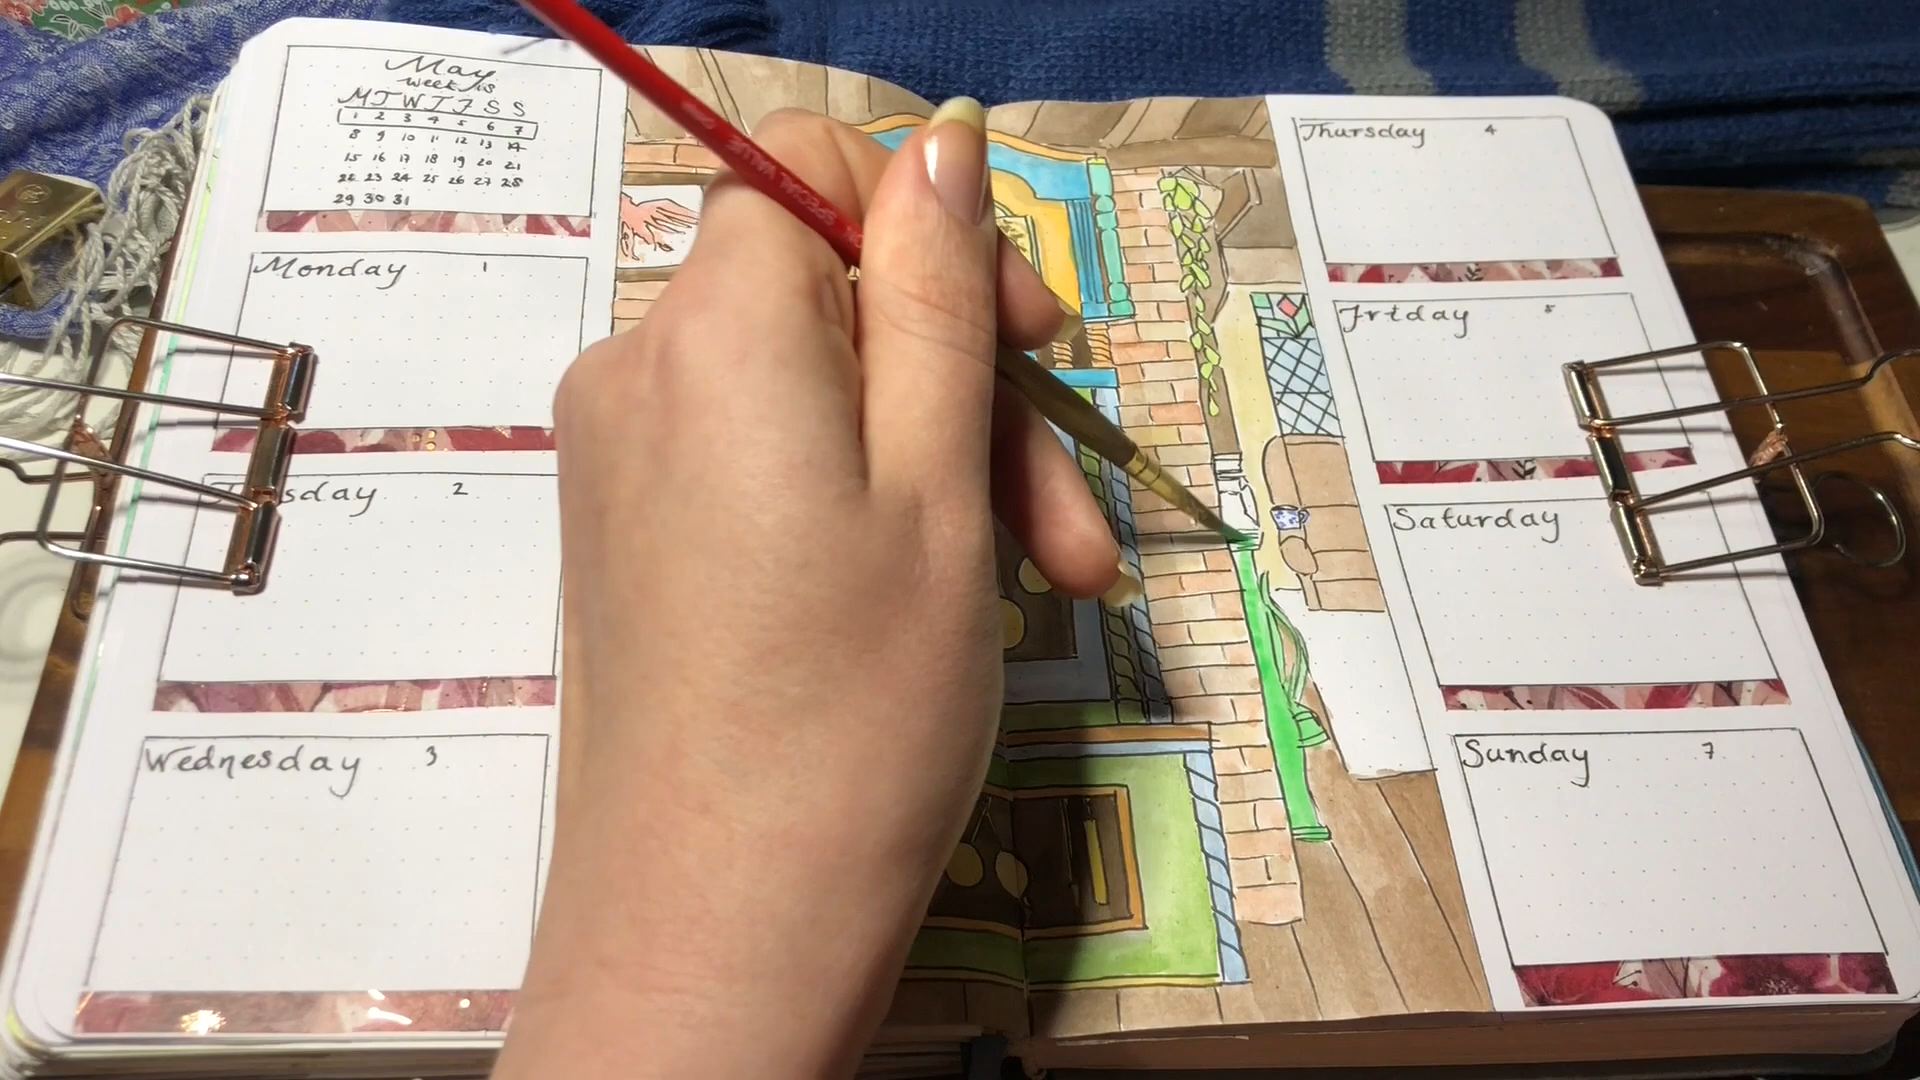 May
week 18
M T W T F S S
1 2 3 4 5 6 7
8 9 10 11 12 13 14
15 16 17 18 19 20 21
22 23 24 25 26 27 28
29 30 31
Monday 1
sday 2
Wednesday 3
SPECIAL VALUE
Thursday 4
Friday 5
Saturday
Sunday 7